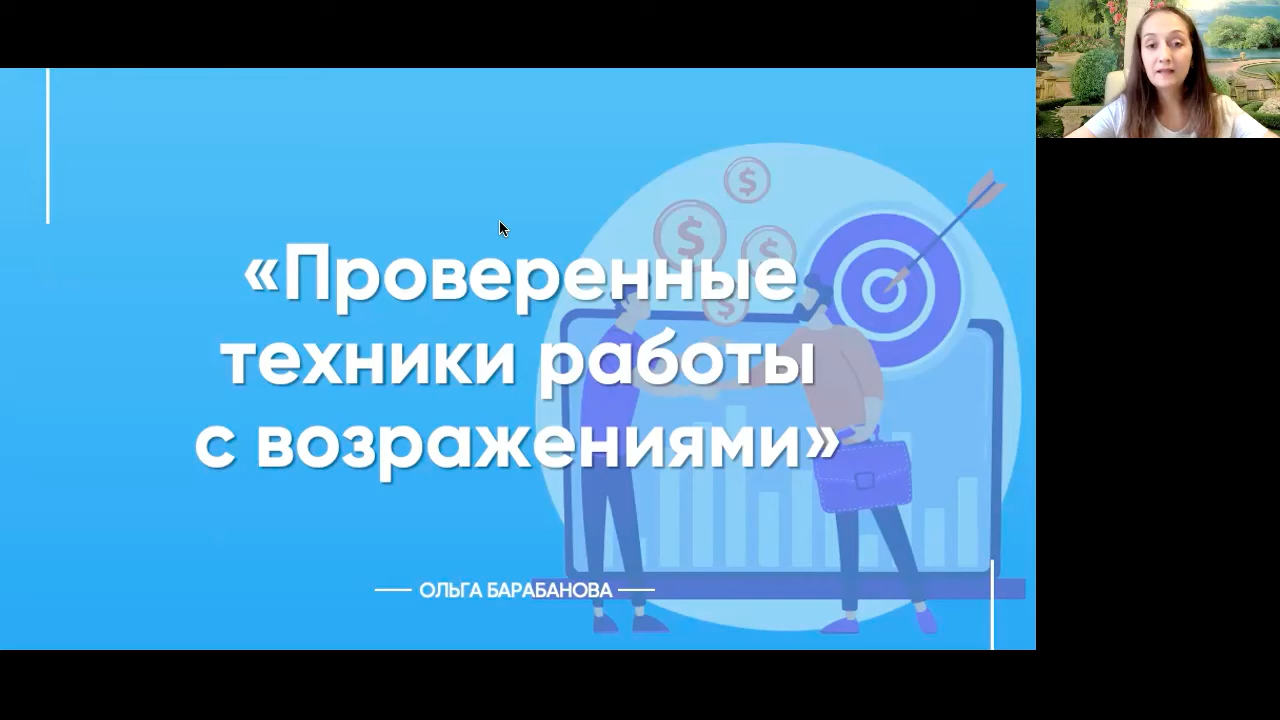 «Проверенные
техники работы
с возражениями»
ОЛЬГА БАРАБАНОВА